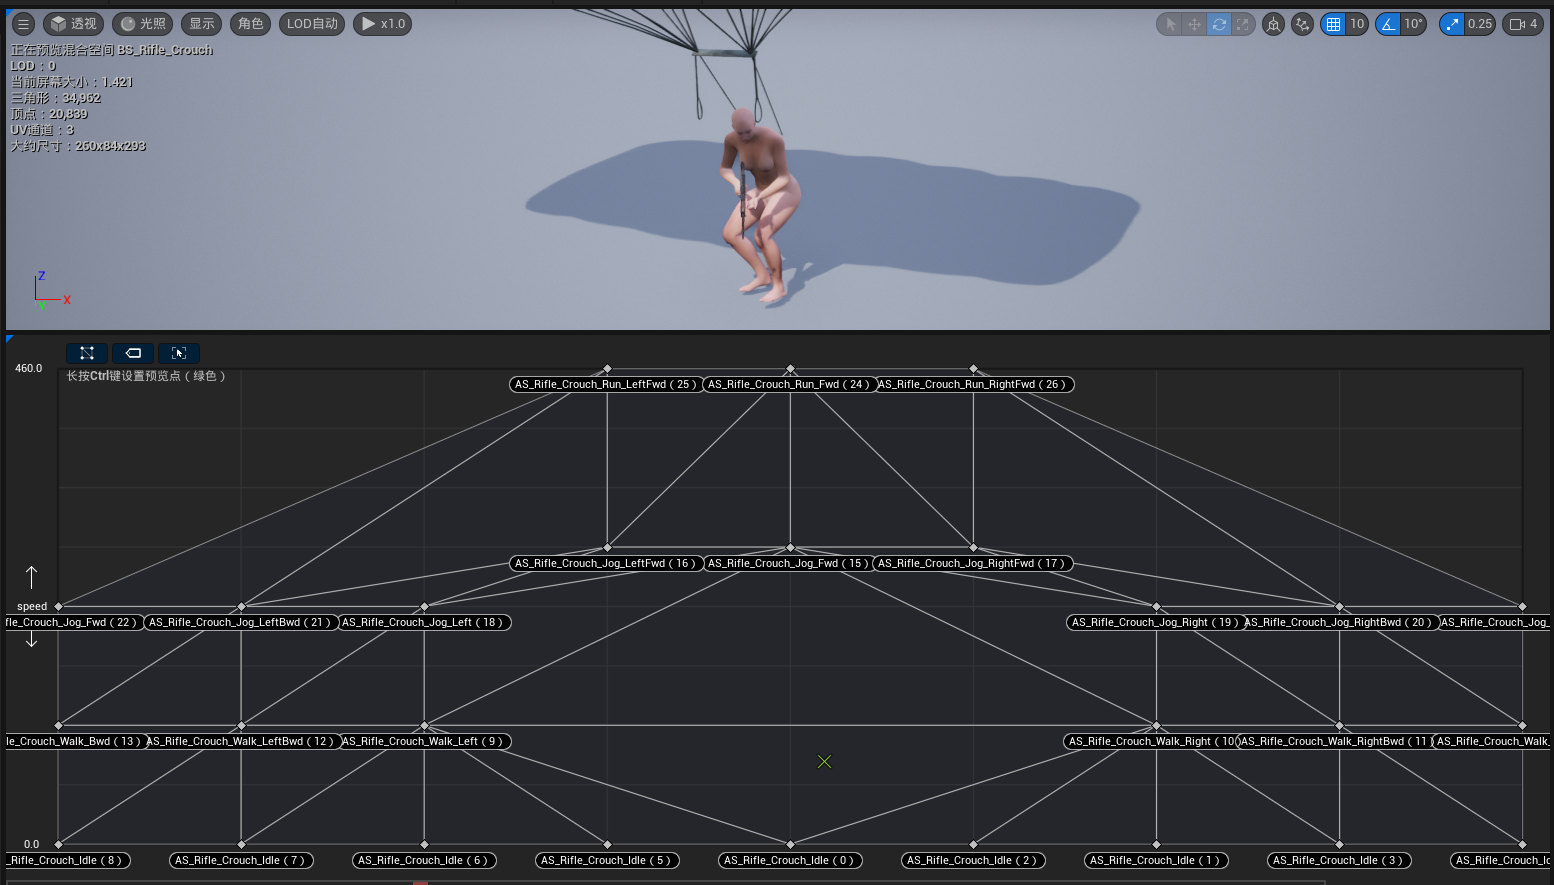 透视
光照
显示
角色
LOD自动
x1.0
10
10°
0.25
4
正在预览混合空间 BS_Rifle_Crouch
LOD：0
当前屏幕大小：1.421
三角形：34,962
顶点：20,839
UV通道：3
大约尺寸：260x84x293
Z
X
Y
460.0
长按Ctrl键设置预览点（绿色）
AS_Rifle_Crouch_Run_LeftFwd ( 25 )
AS_Rifle_Crouch_Run_Fwd ( 24 )
AS_Rifle_Crouch_Run_RightFwd ( 26 )
AS_Rifle_Crouch_Jog_LeftFwd ( 16 )
AS_Rifle_Crouch_Jog_Fwd ( 15 )
AS_Rifle_Crouch_Jog_RightFwd ( 17 )
speed
fle_Crouch_Jog_Fwd ( 22 )
AS_Rifle_Crouch_Jog_LeftBwd ( 21 )
AS_Rifle_Crouch_Jog_Left ( 18 )
AS_Rifle_Crouch_Jog_Right ( 19 )
AS_Rifle_Crouch_Jog_RightBwd ( 20 )
AS_Rifle_Crouch_Jog_
le_Crouch_Walk_Bwd ( 13 )
AS_Rifle_Crouch_Walk_LeftBwd ( 12 )
AS_Rifle_Crouch_Walk_Left ( 9 )
AS_Rifle_Crouch_Walk_Right ( 10
AS_Rifle_Crouch_Walk_RightBwd ( 11 )
AS_Rifle_Crouch_Walk_
0.0
_Rifle_Crouch_Idle ( 8 )
AS_Rifle_Crouch_Idle ( 7 )
AS_Rifle_Crouch_Idle ( 6 )
AS_Rifle_Crouch_Idle ( 5 )
AS_Rifle_Crouch_Idle ( 0 )
AS_Rifle_Crouch_Idle ( 2 )
AS_Rifle_Crouch_Idle ( 1 )
AS_Rifle_Crouch_Idle ( 3 )
AS_Rifle_Crouch_Id